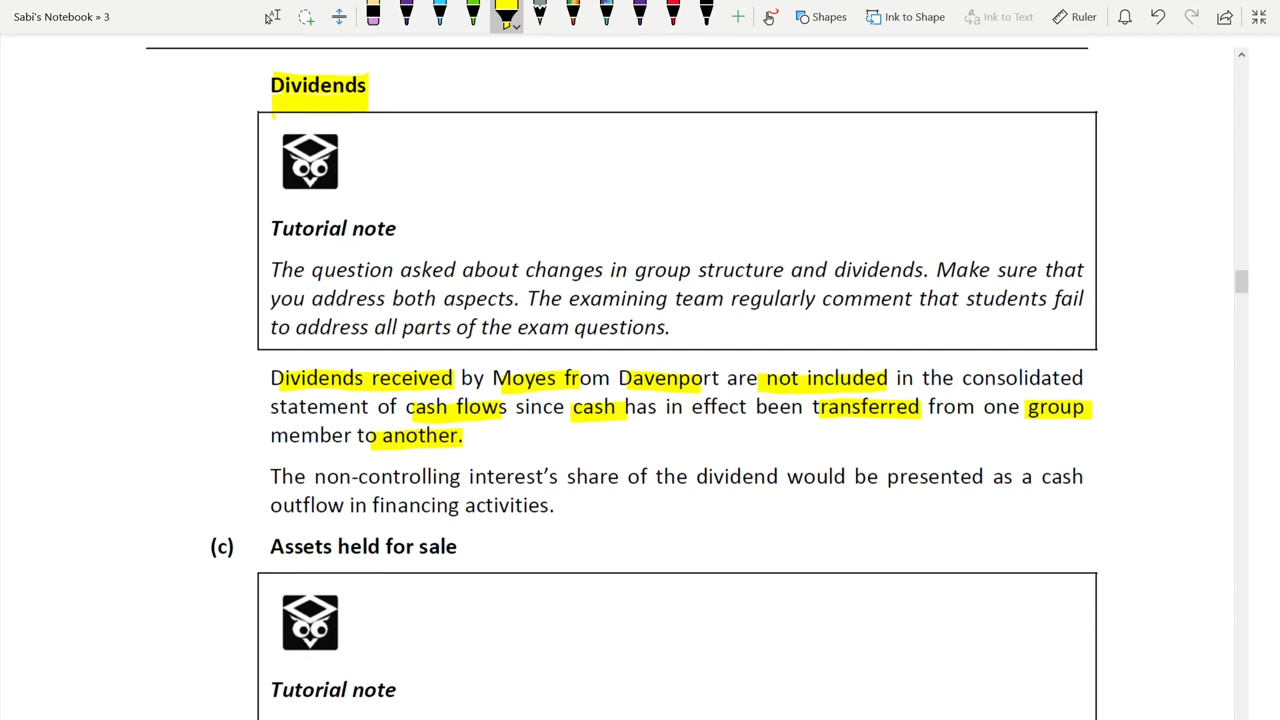 Sabi's Notebook » 3
Shapes
Ink to Shape
Ink to Text
Ruler
Dividends
Tutorial note
The question asked about changes in group structure and dividends. Make sure that
you address both aspects. The examining team regularly comment that students fail
to address all parts of the exam questions.
Dividends received by Moyes from Davenport are not included in the consolidated
statement of cash flows since cash has in effect been transferred from one group
member to another.
The non-controlling interest’s share of the dividend would be presented as a cash
outflow in financing activities.
(c) Assets held for sale
Tutorial note